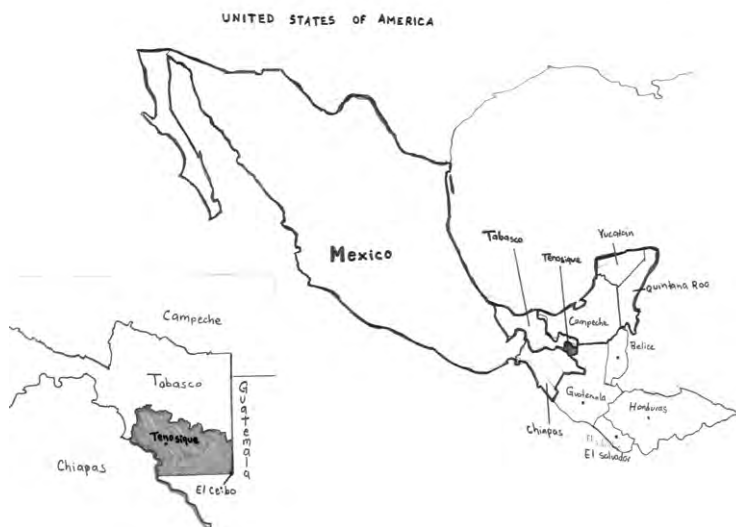 UNITED STATES OF AMERICA
Mexico
Tabasco
Tenosique
Yucatain
Quintana Roo
Campeche
Belice
Guatemala
Honduras
Chiapas
El Salvador
Campeche
Tabasco
Guatemala
Tenosique
Chiapas
El Ceibo